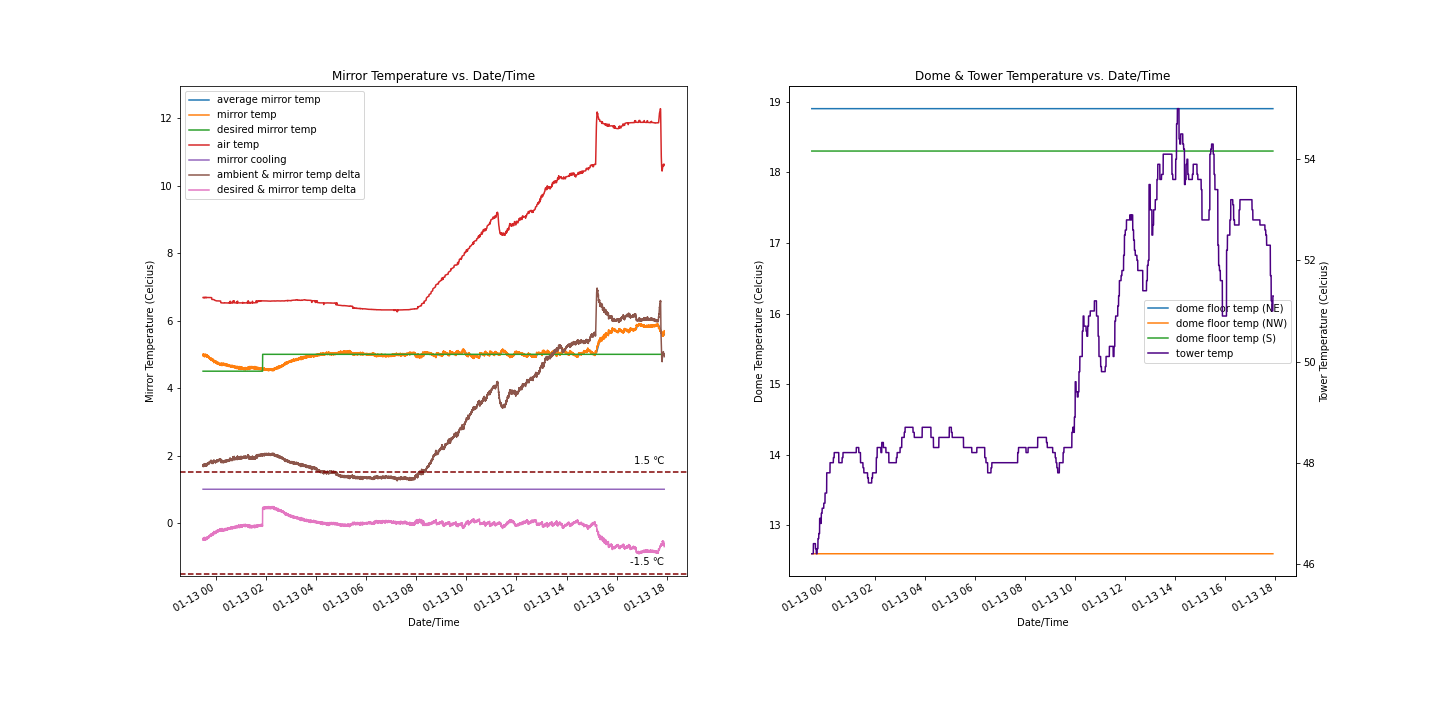 Mirror Temperature vs. Date/Time
Mirror Temperature (Celcius)
12
10
8
6
4
2
0
average mirror temp
mirror temp
desired mirror temp
air temp
mirror cooling
ambient & mirror temp delta
desired & mirror temp delta
1.5 °C
-1.5 °C
01-13 00
01-13 02
01-13 04
01-13 06
01-13 08
01-13 10
01-13 12
01-13 14
01-13 16
01-13 18
Date/Time
Dome & Tower Temperature vs. Date/Time
Dome Temperature (Celcius)
19
18
17
16
15
14
13
dome floor temp (NE)
dome floor temp (NW)
dome floor temp (S)
tower temp
54
52
50
48
46
Tower Temperature (Celcius)
01-13 00
01-13 02
01-13 04
01-13 06
01-13 08
01-13 10
01-13 12
01-13 14
01-13 16
01-13 18
Date/Time